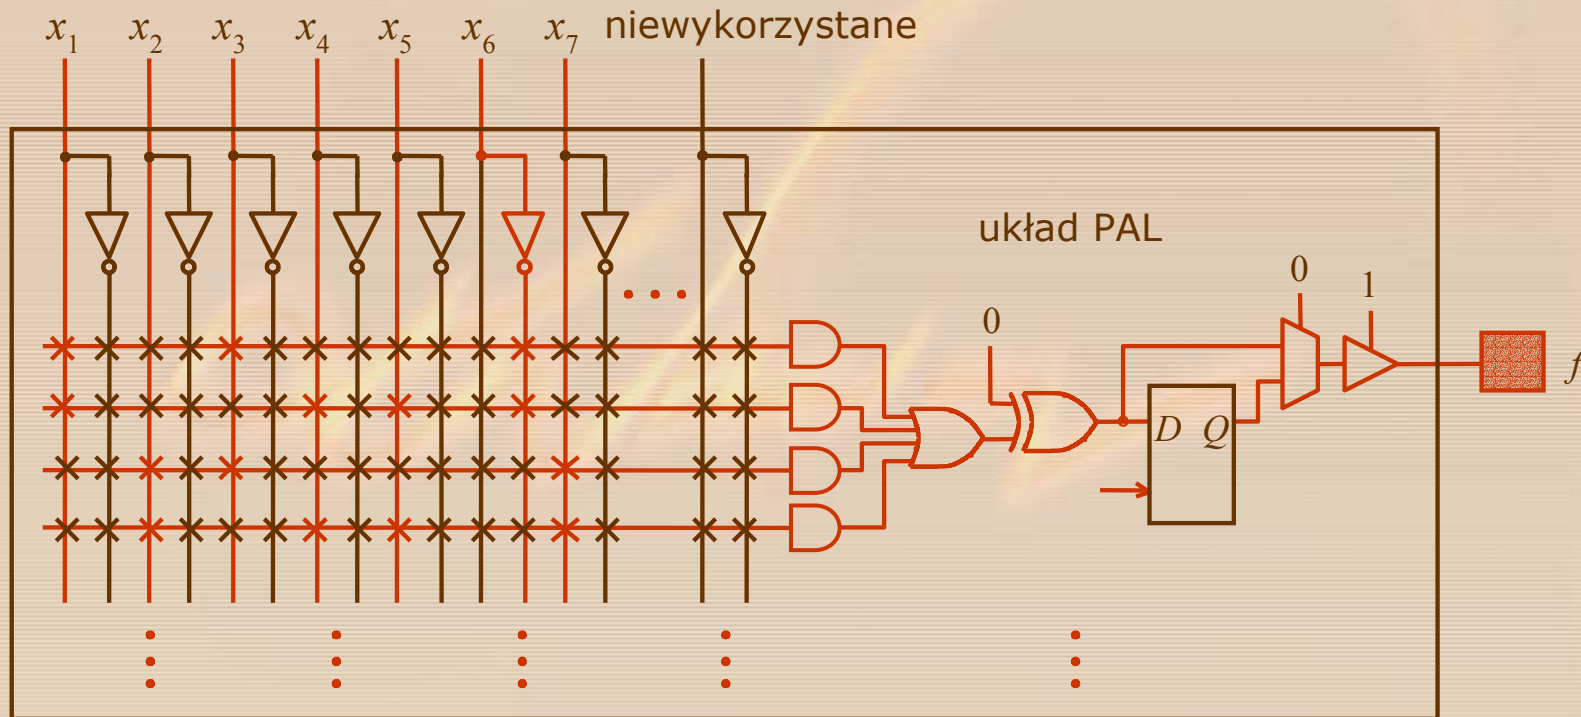 x₁ x₂ x₃ x₄ x₅ x₆ x₇ niewykorzystane
układ PAL
0
1
0
f
D Q